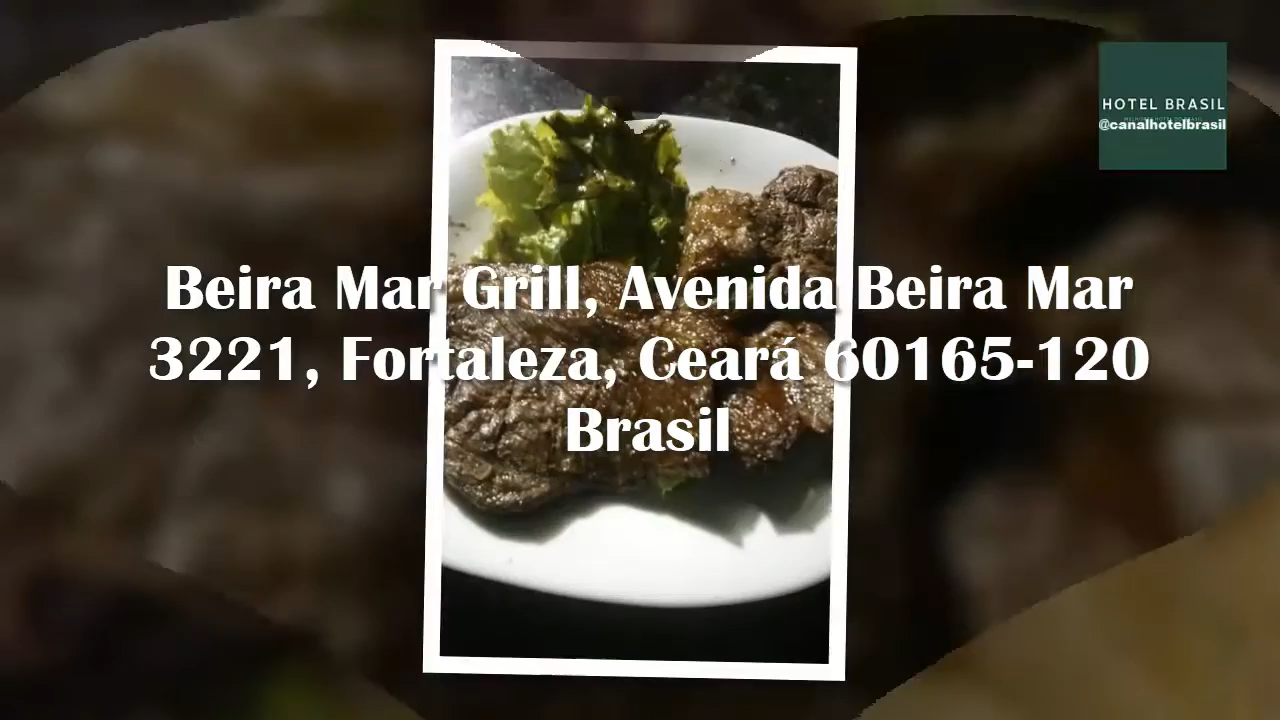 HOTEL BRASIL
@canalhotelbrasil
Beira Mar Grill, Avenida Beira Mar
3221, Fortaleza, Ceará 60165-120
Brasil